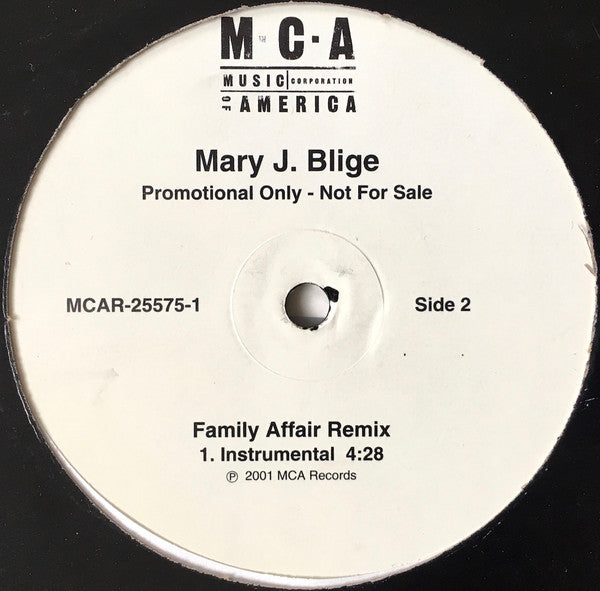 M·C·A
MUSIC CORPORATION
OF AMERICA
Mary J. Blige
Promotional Only - Not For Sale
MCAR-25575-1
Side 2
Family Affair Remix
1. Instrumental 4:28
℗ 2001 MCA Records